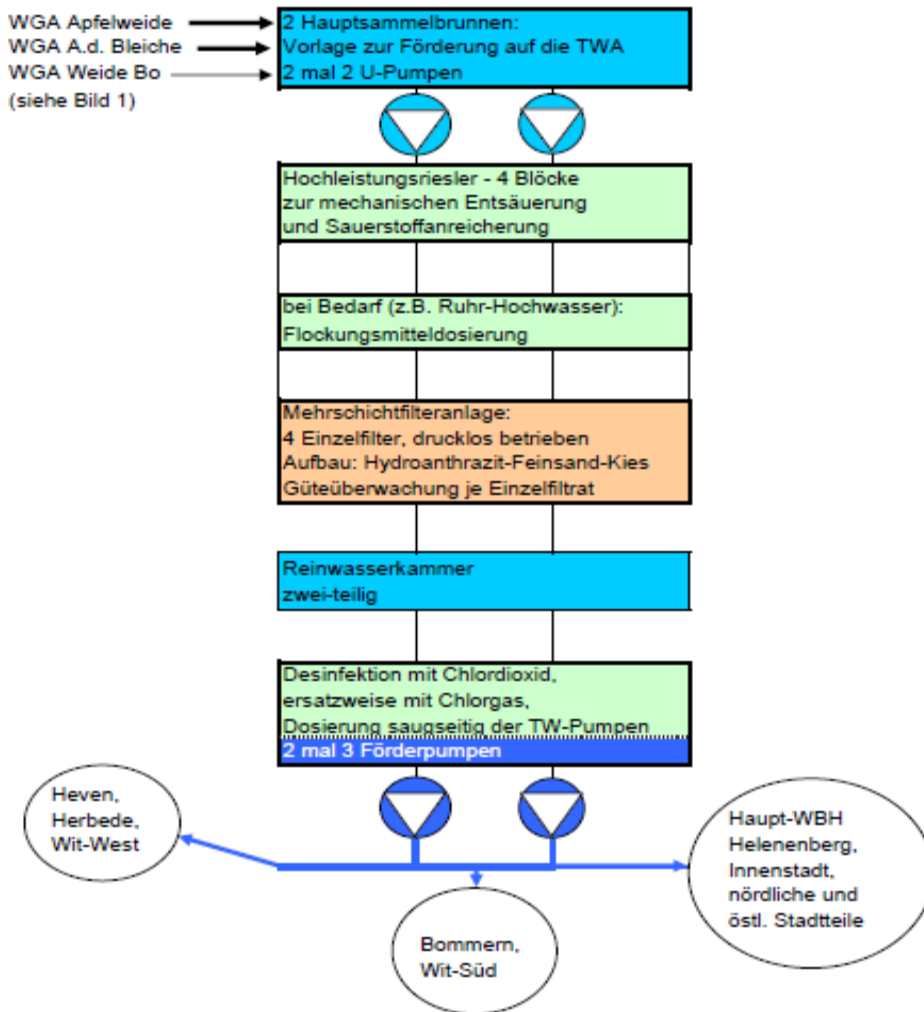 WGA Apfelweide
WGA A.d. Bleiche
WGA Weide Bo
(siehe Bild 1)
2 Hauptsammelbrunnen:
Vorlage zur Förderung auf die TWA
2 mal 2 U-Pumpen
Hochleistungsriesler - 4 Blöcke
zur mechanischen Entsäuerung
und Sauerstoffanreicherung
bei Bedarf (z.B. Ruhr-Hochwasser):
Flockungsmitteldosierung
Mehrschichtfilteranlage:
4 Einzelfilter, drucklos betrieben
Aufbau: Hydroanthrazit-Feinsand-Kies
Güteüberwachung je Einzelfiltrat
Reinwasserkammer
zwei-teilig
Desinfektion mit Chlordioxid,
ersatzweise mit Chlorgas,
Dosierung saugseitig der TW-Pumpen
2 mal 3 Förderpumpen
Heven,
Herbede,
Wit-West
Bommern,
Wit-Süd
Haupt-WBH
Helenenberg,
Innenstadt,
nördliche und
östl. Stadtteile